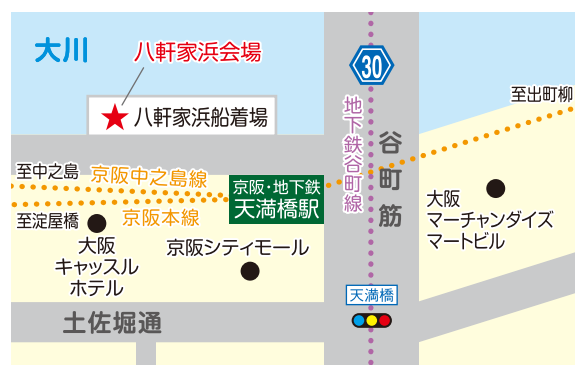 大川
八軒家浜会場
30
八軒家浜船着場
至出町柳
地下鉄谷町線
谷町筋
至中之島
京阪中之島線
京阪・地下鉄
天満橋駅
至淀屋橋
京阪本線
大阪
マーチャンダイズ
マートビル
大阪
キャッスル
ホテル
京阪シティモール
天満橋
土佐堀通